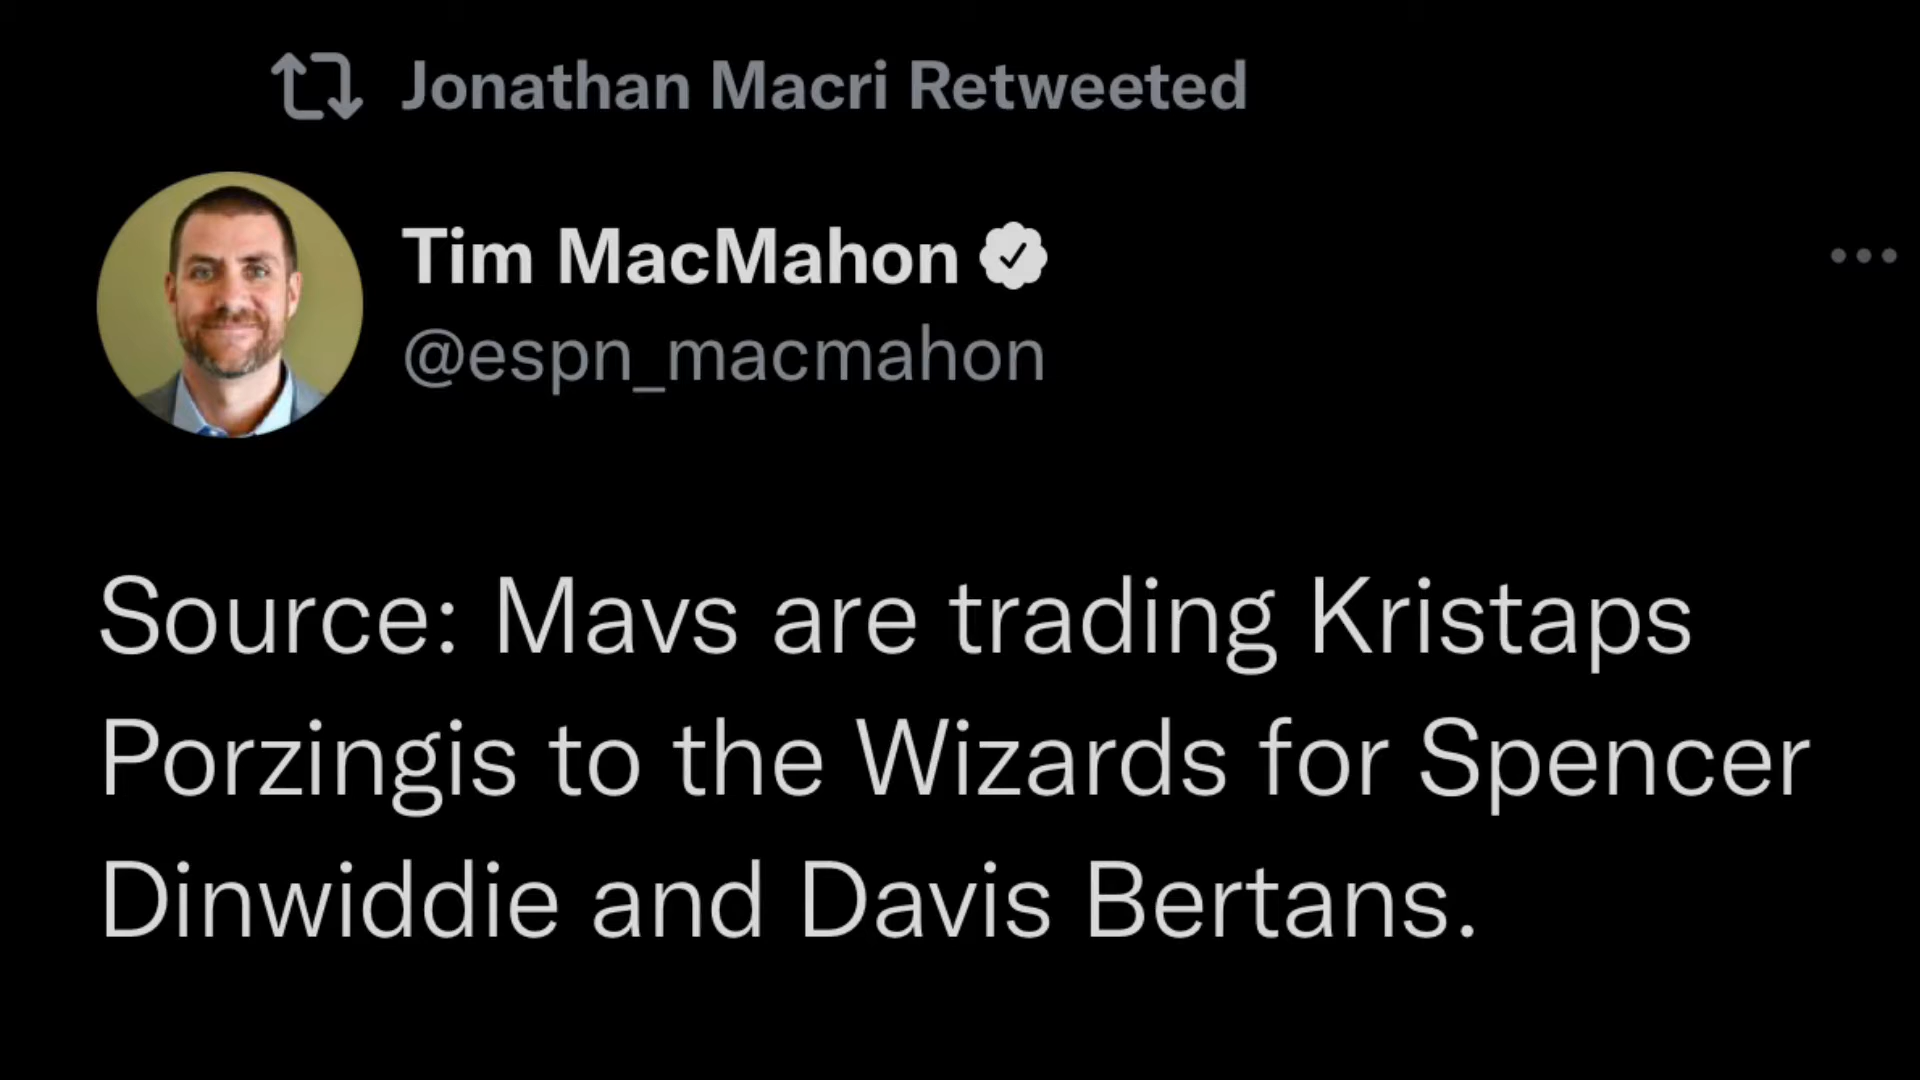 Jonathan Macri Retweeted
Tim MacMahon
@espn_macmahon
Source: Mavs are trading Kristaps
Porzingis to the Wizards for Spencer
Dinwiddie and Davis Bertans.